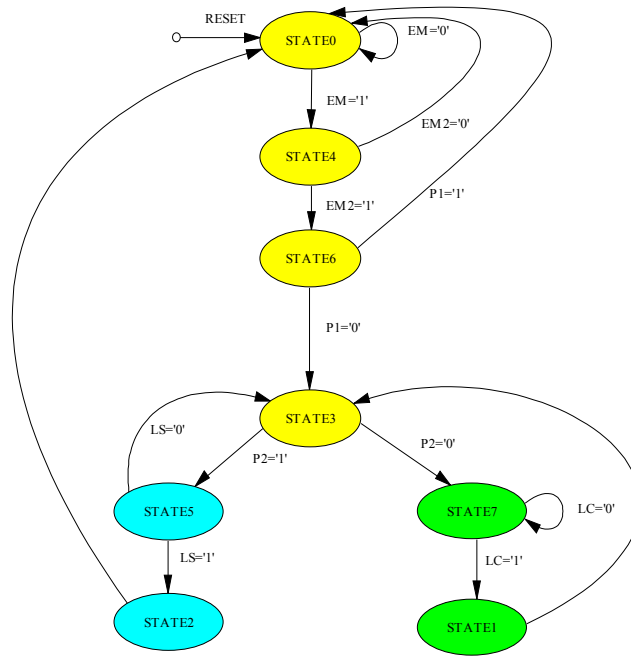 RESET
STATE0
EM='0'
EM='1'
STATE4
EM2='0'
EM2='1'
P1='1'
STATE6
P1='0'
STATE3
LS='0'
P2='1'
P2='0'
STATE5
STATE7
LC='0'
LS='1'
LC='1'
STATE2
STATE1